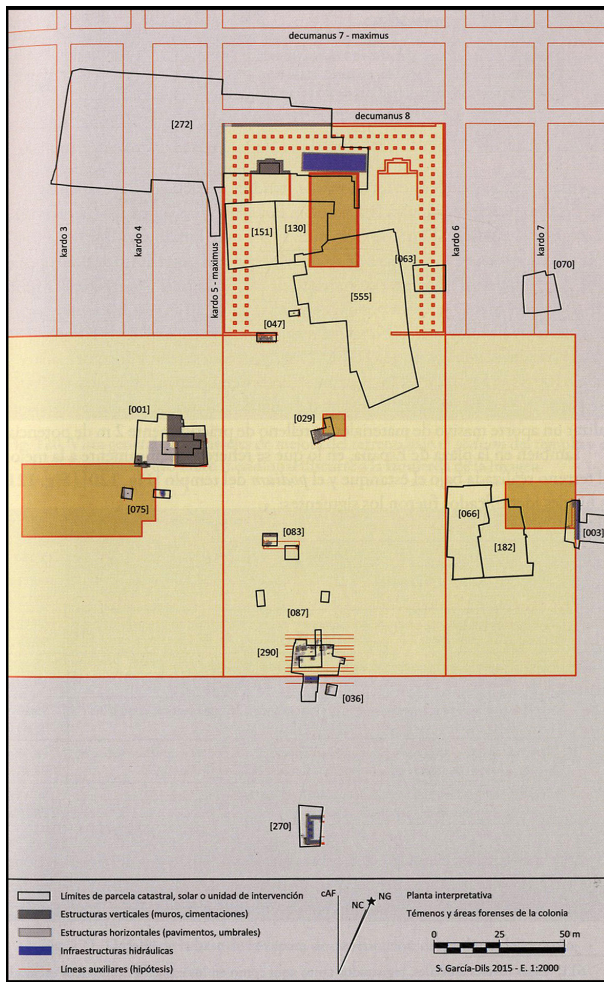 decumanus 7 - maximus
decumanus 8
[272]
kardo 3
kardo 4
kardo 5 - maximus
kardo 6
kardo 7
[151]
[130]
[063]
[070]
[555]
[047]
[001]
[029]
[075]
[066]
[003]
[182]
[083]
[087]
[290]
[036]
[270]
Límites de parcela catastral, solar o unidad de intervención
Estructuras verticales (muros, cimentaciones)
Estructuras horizontales (pavimentos, umbrales)
Infraestructuras hidráulicas
Líneas auxiliares (hipótesis)
cAF
NC
NG
Planta interpretativa
Témenos y áreas forenses de la colonia
0 25 50 m
S. García-Dils 2015 - E. 1:2000